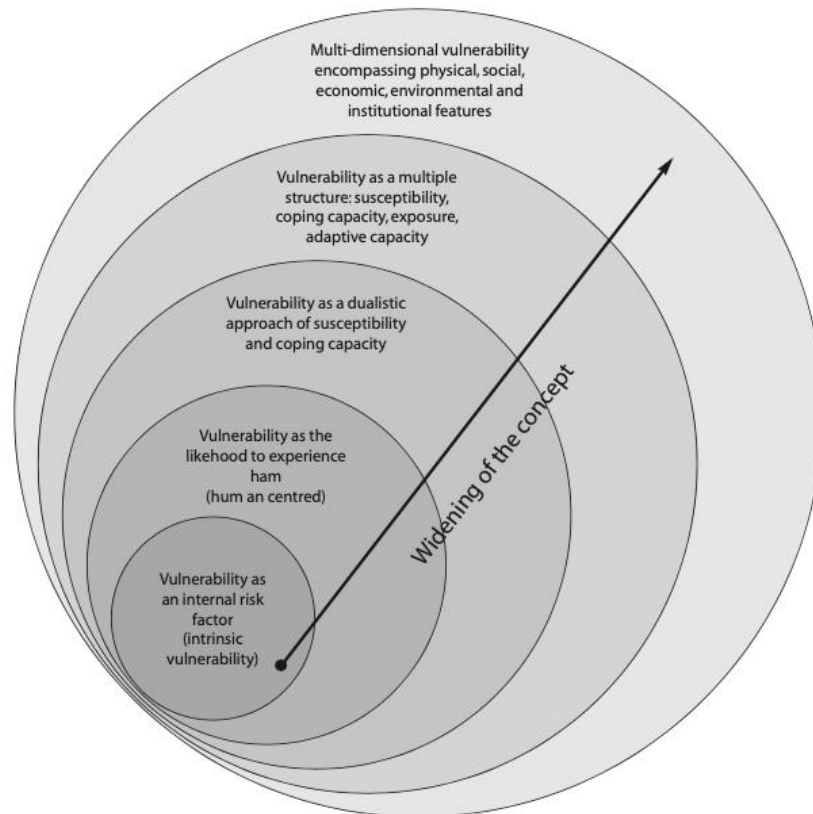 Multi-dimensional vulnerability
encompassing physical, social,
economic, environmental and
institutional features
Vulnerability as a multiple
structure: susceptibility,
coping capacity, exposure,
adaptive capacity
Vulnerability as a dualistic
approach of susceptibility
and coping capacity
Widening of the concept
Vulnerability as the
likehood to experience
ham
(hum an centred)
Vulnerability as
an internal risk
factor
(intrinsic
vulnerability)